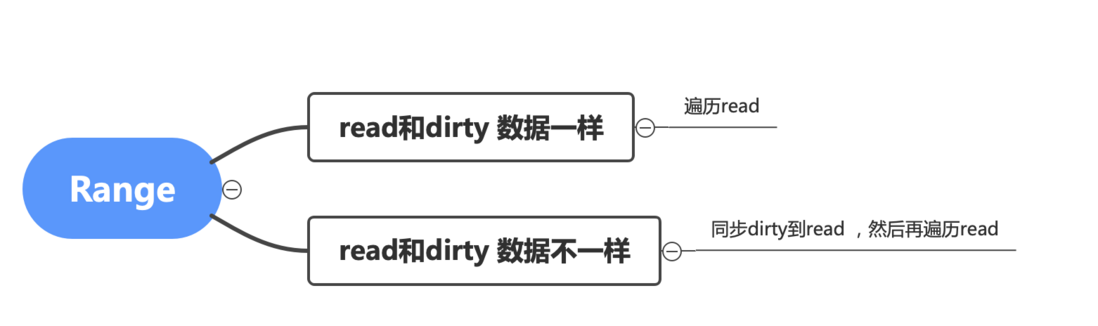 Range
read和dirty 数据一样
遍历read
read和dirty 数据不一样
同步dirty到read ，然后再遍历read